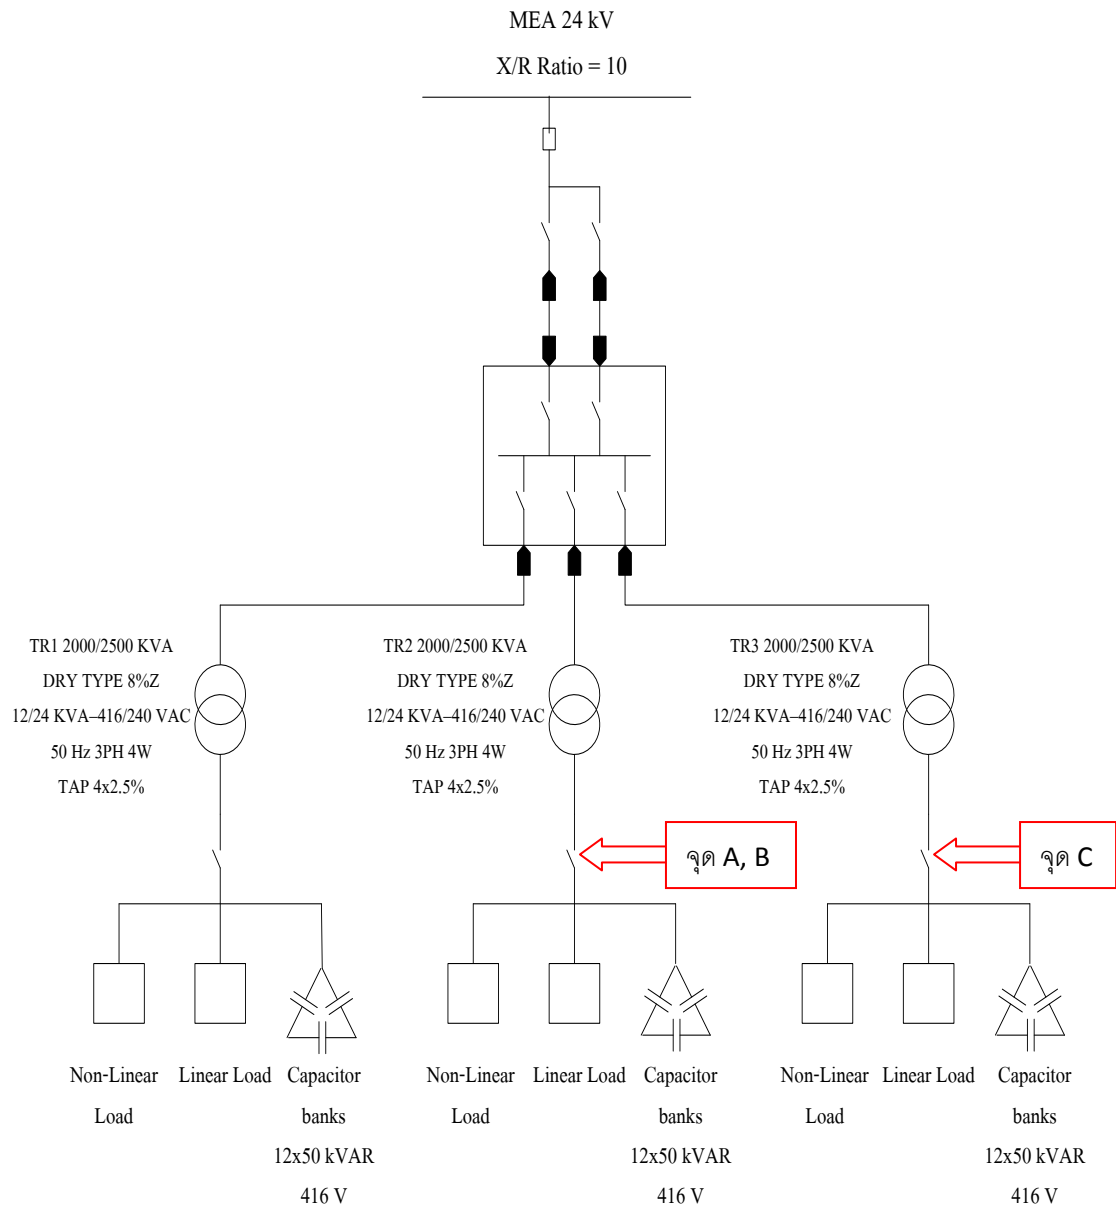 MEA 24 kV
X/R Ratio = 10
TR1 2000/2500 KVA
DRY TYPE 8%Z
12/24 KVA–416/240 VAC
50 Hz 3PH 4W
TAP 4x2.5%
TR2 2000/2500 KVA
DRY TYPE 8%Z
12/24 KVA–416/240 VAC
50 Hz 3PH 4W
TAP 4x2.5%
TR3 2000/2500 KVA
DRY TYPE 8%Z
12/24 KVA–416/240 VAC
50 Hz 3PH 4W
TAP 4x2.5%
จุด A, B
จุด C
Non-Linear
Load
Linear Load
Capacitor
banks
12x50 kVAR
416 V
Non-Linear
Load
Linear Load
Capacitor
banks
12x50 kVAR
416 V
Non-Linear
Load
Linear Load
Capacitor
banks
12x50 kVAR
416 V